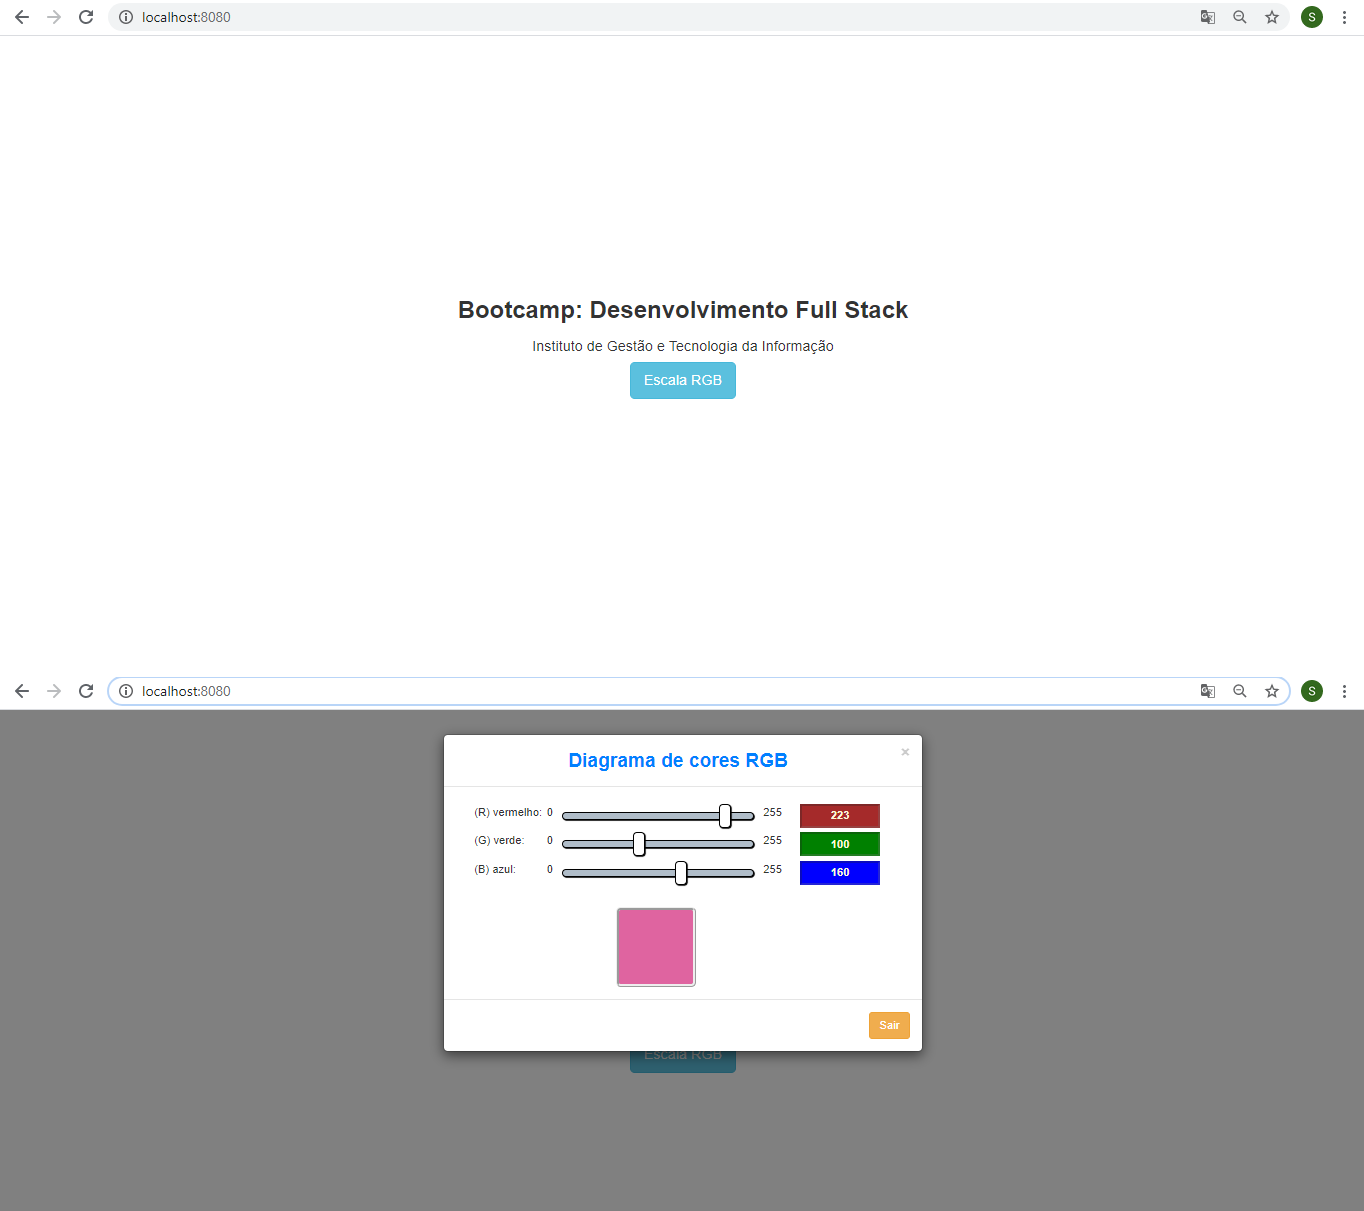 localhost:8080
S
Bootcamp: Desenvolvimento Full Stack
Instituto de Gestão e Tecnologia da Informação
Escala RGB
localhost:8080
S
Diagrama de cores RGB
×
(R) vermelho: 0 255 223
(G) verde: 0 255 100
(B) azul: 0 255 160
Sair
Escala RGB